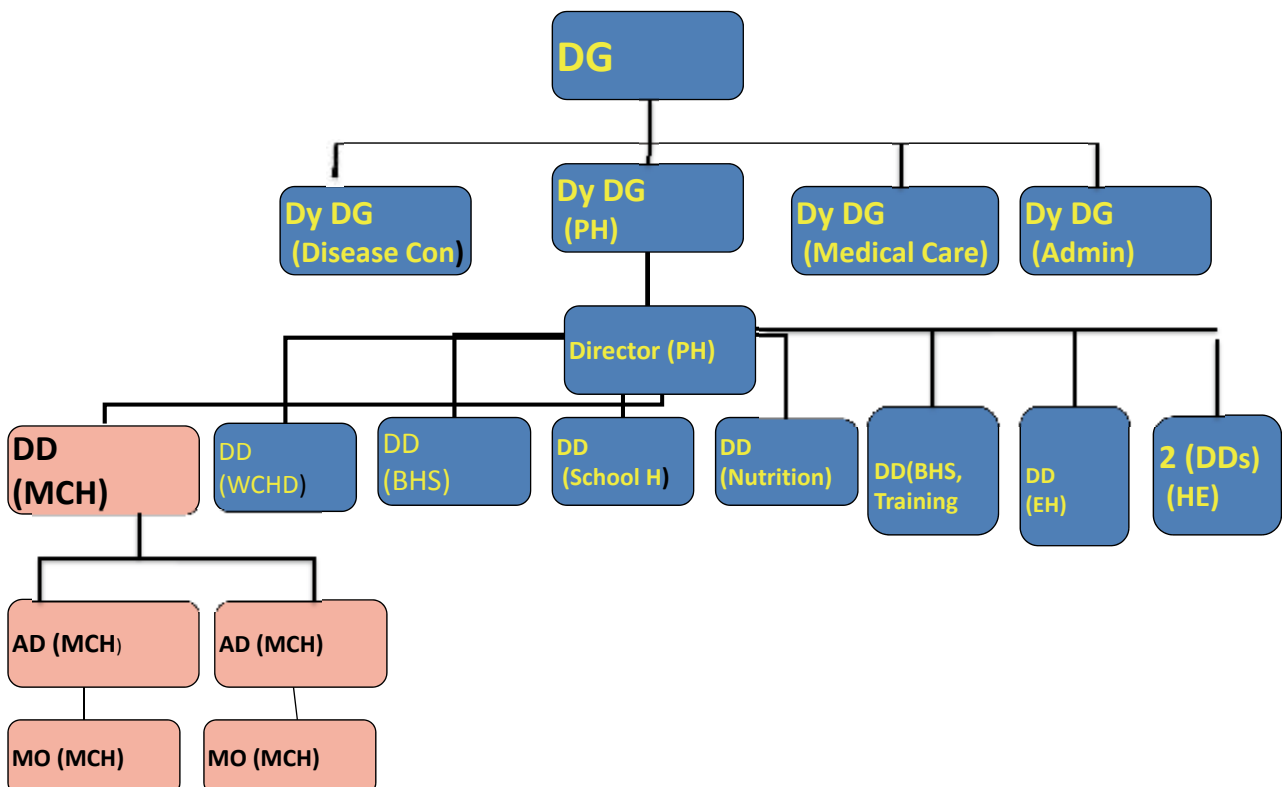 DG
Dy DG
(Disease Con)
Dy DG
(PH)
Dy DG
(Medical Care)
Dy DG
(Admin)
Director (PH)
DD
(MCH)
DD
(WCHD)
DD
(BHS)
DD
(School H)
DD
(Nutrition)
DD(BHS,
Training
DD
(EH)
2 (DDs)
(HE)
AD (MCH)
AD (MCH)
MO (MCH)
MO (MCH)